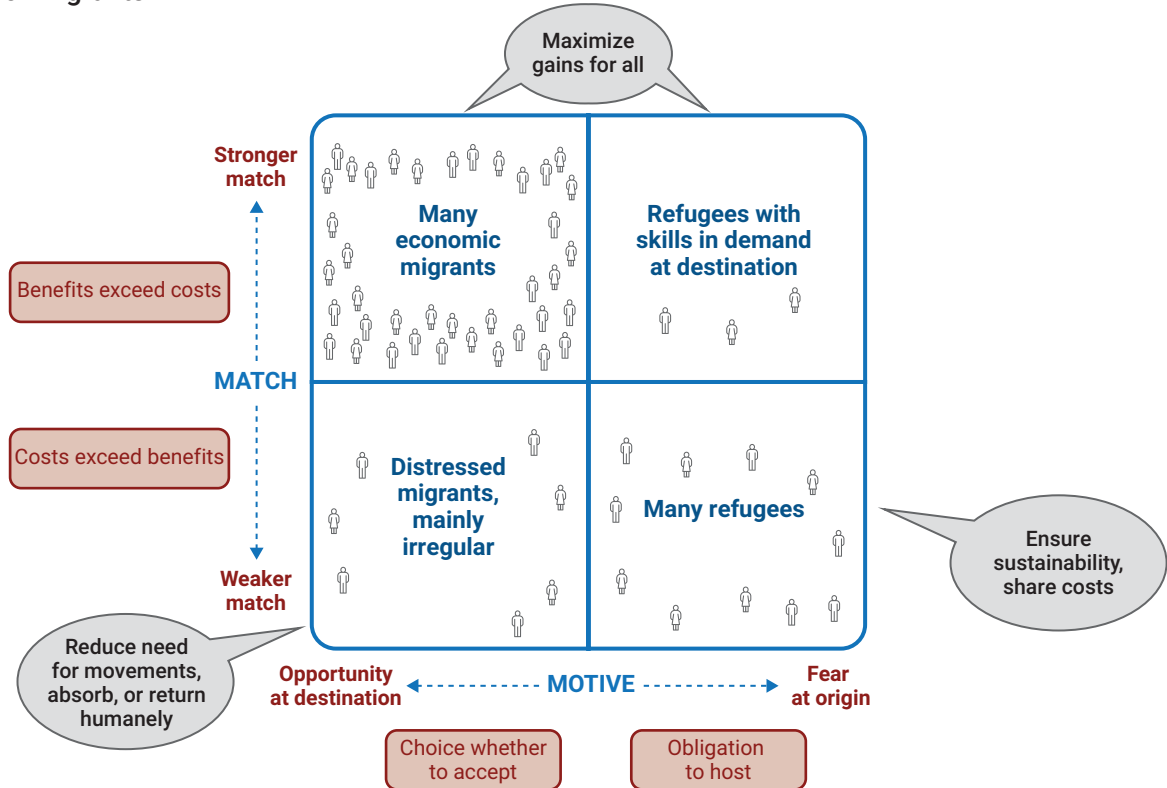 Maximize
gains for all
Stronger
match
Many
economic
migrants
Refugees with
skills in demand
at destination
Benefits exceed costs
MATCH
Costs exceed benefits
Distressed
migrants,
mainly
irregular
Many refugees
Ensure
sustainability,
share costs
Weaker
match
Reduce need
for movements,
absorb, or return
humanely
Opportunity
at destination
MOTIVE
Fear
at origin
Choice whether
to accept
Obligation
to host